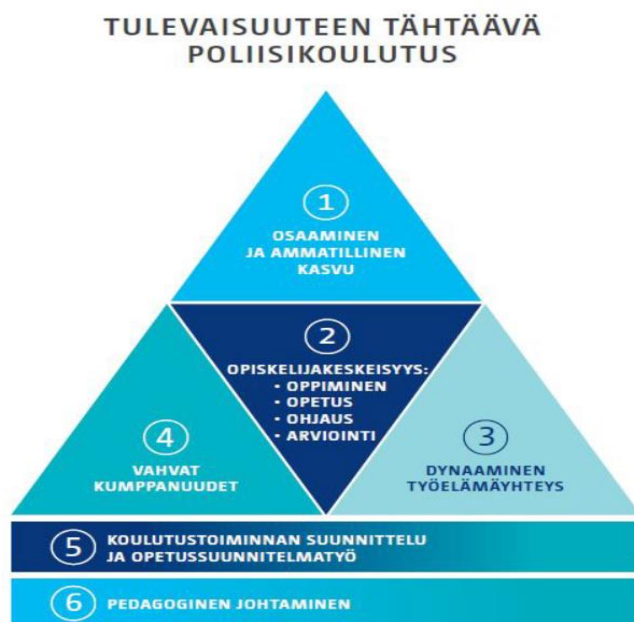 TULEVAISUUTEEN TÄHTÄÄVÄ
POLIISIKOULUTUS
1
OSAAMINEN
JA AMMATILLINEN
KASVU
2
OPISKELIJAKESKEISYYS:
• OPPIMINEN
• OPETUS
• OHJAUS
• ARVIOINTI
4
VAHVAT
KUMPPANUUDET
3
DYNAAMINEN
TYÖELÄMÄYHTEYS
5 KOULUTUSTOIMINNAN SUUNNITTELU
JA OPETUSSUUNNITELMATYÖ
6 PEDAGOGINEN JOHTAMINEN